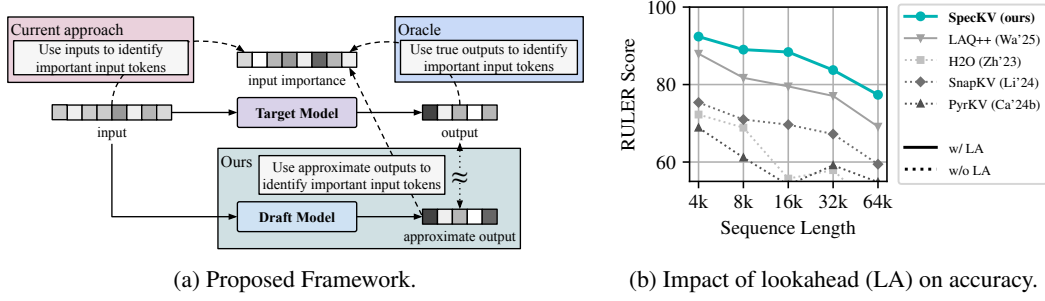 Current approach
Use inputs to identify
important input tokens
input importance
Oracle
Use true outputs to identify
important input tokens
input
Target Model
output
Ours
Use approximate outputs to
identify important input tokens
≈
Draft Model
approximate output
(a) Proposed Framework.
RULER Score
100
80
60
4k 8k 16k 32k 64k
Sequence Length
SpecKV (ours)
LAQ++ (Wa'25)
H2O (Zh'23)
SnapKV (Li'24)
PyrKV (Ca'24b)
w/ LA
w/o LA
(b) Impact of lookahead (LA) on accuracy.